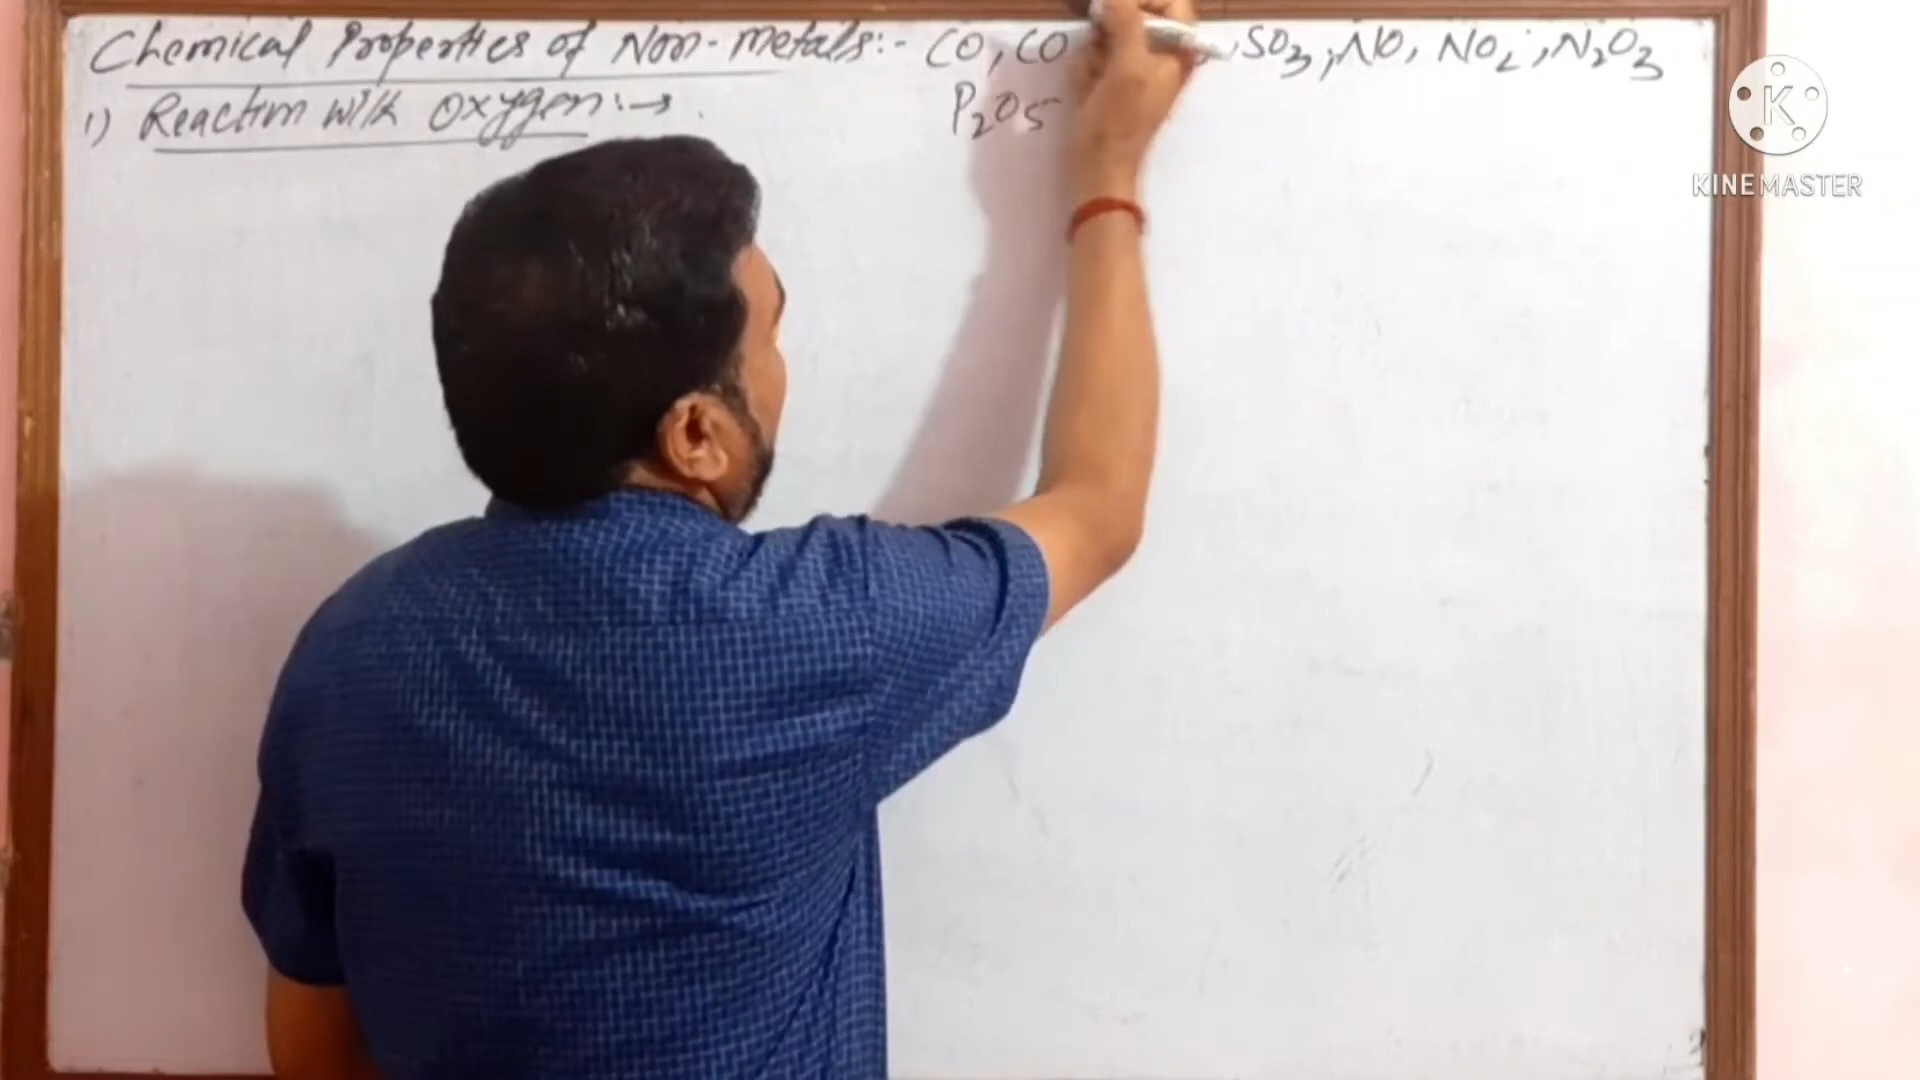 Chemical Properties of Non-metals:- CO, CO , SO3, NO, NO2, N2O3
1) Reaction with Oxygen:→ P2O5
K
KINEMASTER